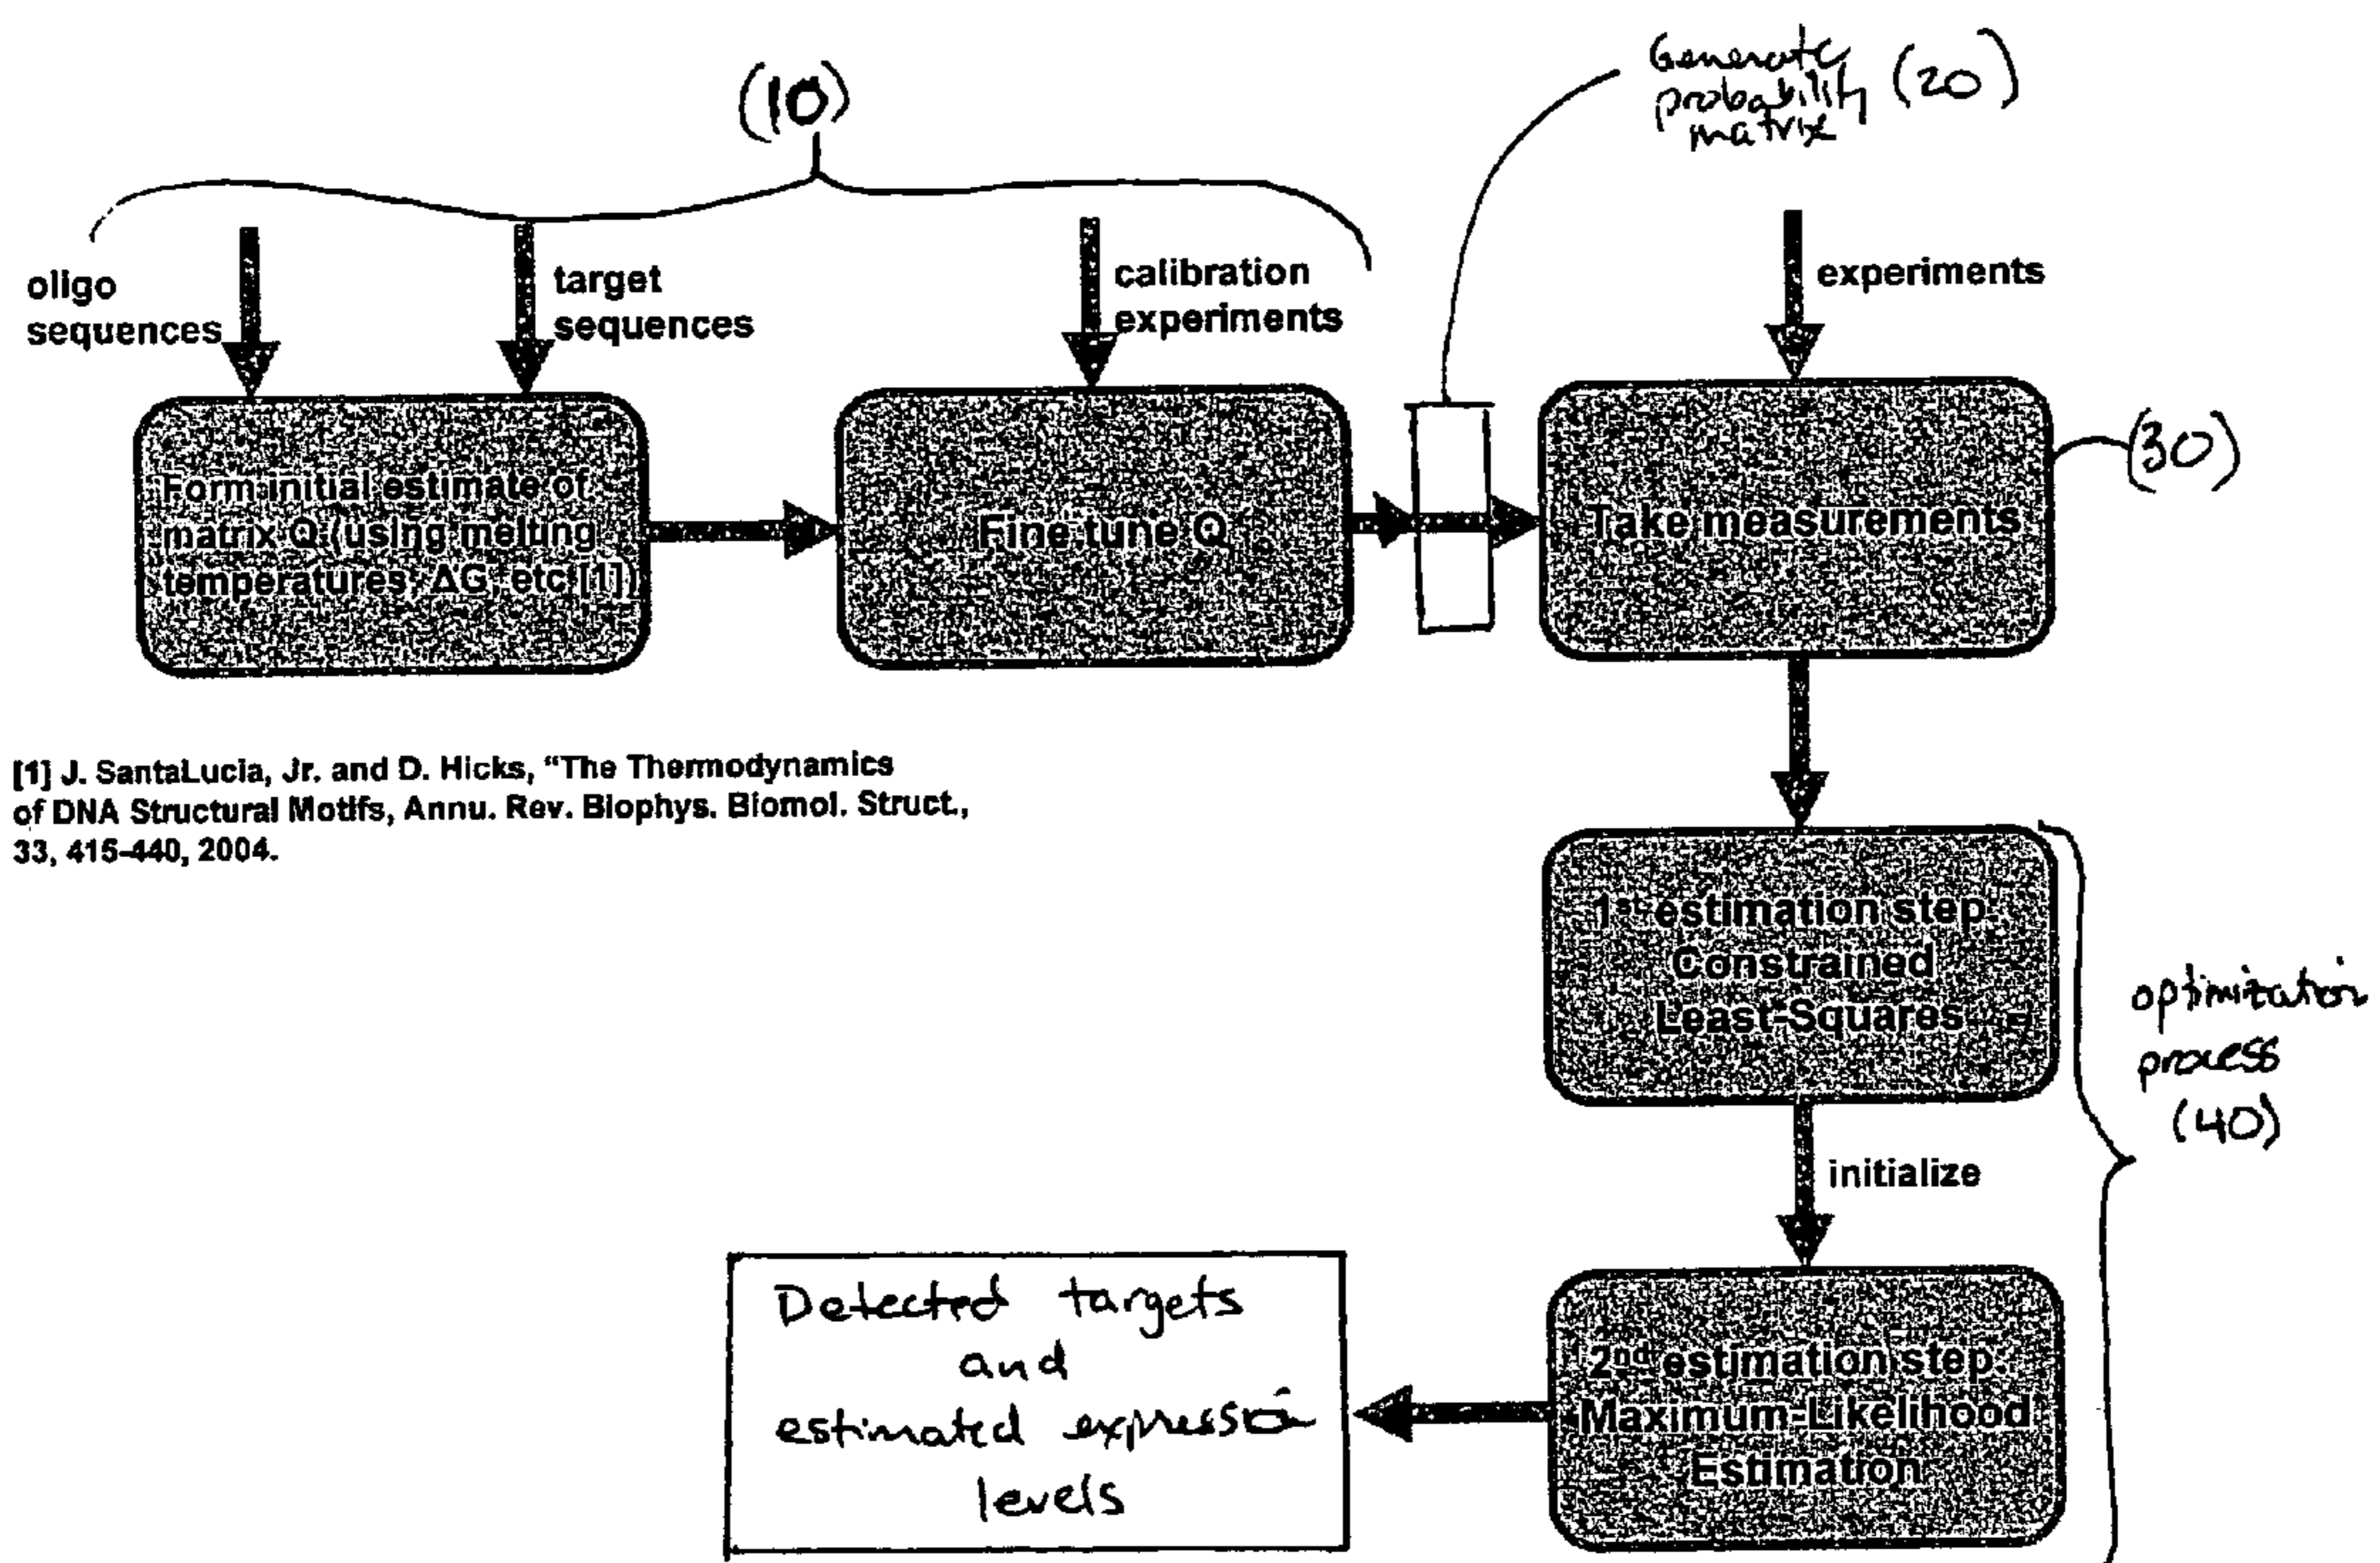 (10)
Generate
probability (20)
matrix
oligo
sequences
target
sequences
calibration
experiments
experiments
Form initial estimate of
matrix Q (using melting
temperatures, ΔG, etc [1])
Fine tune Q
Take measurements
(30)
[1] J. SantaLucia, Jr. and D. Hicks, “The Thermodynamics
of DNA Structural Motifs, Annu. Rev. Biophys. Biomol. Struct.,
33, 415-440, 2004.
1st estimation step:
Constrained
Least-Squares
optimization
process
(40)
initialize
2nd estimation step:
Maximum-Likelihood
Estimation
Detected targets
and
estimated expression
levels